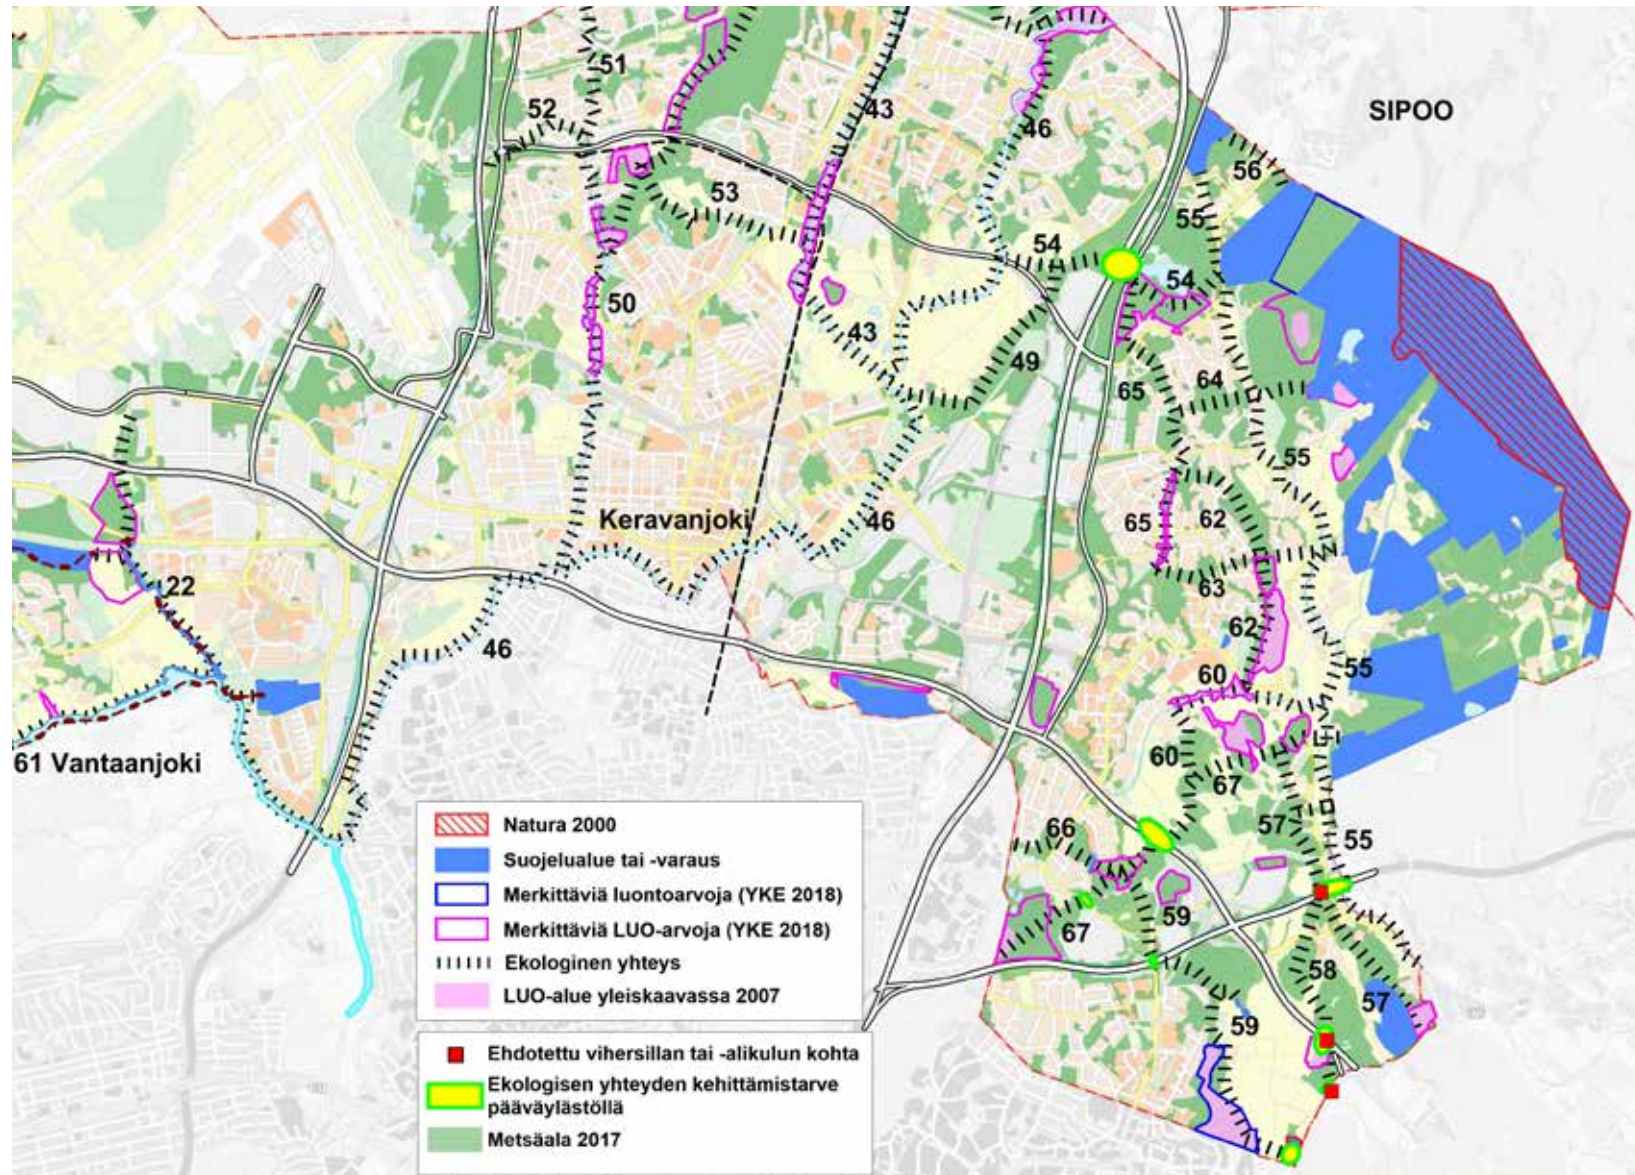 SIPOO
51
52
43
46
56
53
55
54
54
50
43
49
65
64
55
46
65
62
Keravanjoki
22
63
62
46
60
55
61 Vantaanjoki
60
67
57
55
66
59
67
58
57
59
Natura 2000
Suojelualue tai -varaus
Merkittäviä luontoarvoja (YKE 2018)
Merkittäviä LUO-arvoja (YKE 2018)
Ekologinen yhteys
LUO-alue yleiskaavassa 2007
Ehdotettu vihersillan tai -alikulun kohta
Ekologisen yhteyden kehittämistarve
pääväylästöllä
Metsäala 2017